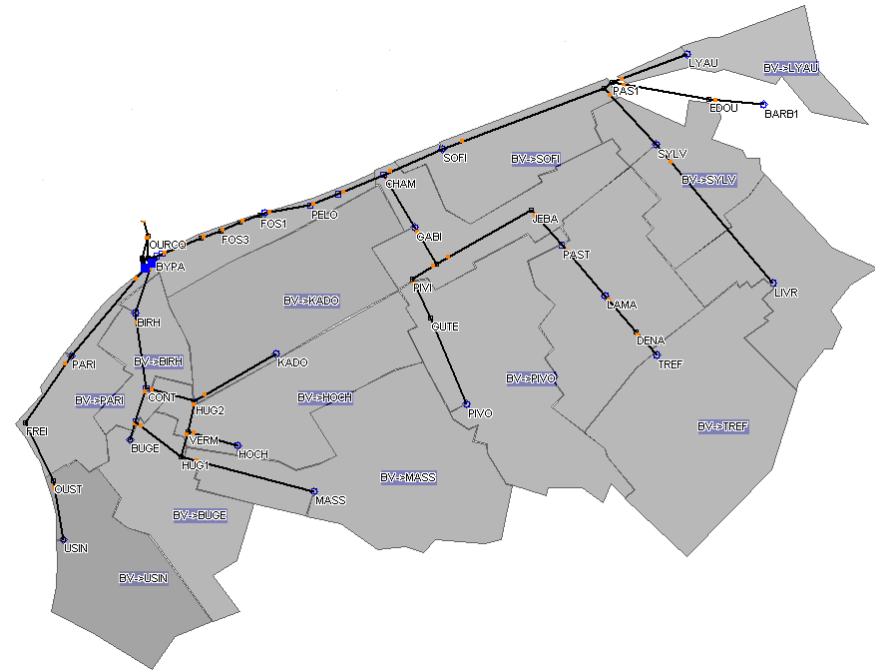 LYAU
BV->LYAU
PAS1
EDOU
BARB1
SOFI
SYLV
BV->SOFI
CHAM
BV->SYLV
PELO
FOS1
JEBA
GABI
FOS3
OURCQ
PAST
BYPA
PIVI
LIVR
BV->KADO
LAMA
BIRH
GUTE
DENA
BV->BIRH
KADO
TREF
PARI
BV->PIVO
CONT
BV->HOCH
BV->PARI
PIVO
HUG2
BV->TREF
FREI
VERM
BUGE
HOCH
HUG1
BV->MASS
OUST
MASS
BV->BUGE
USIN
BV->USIN